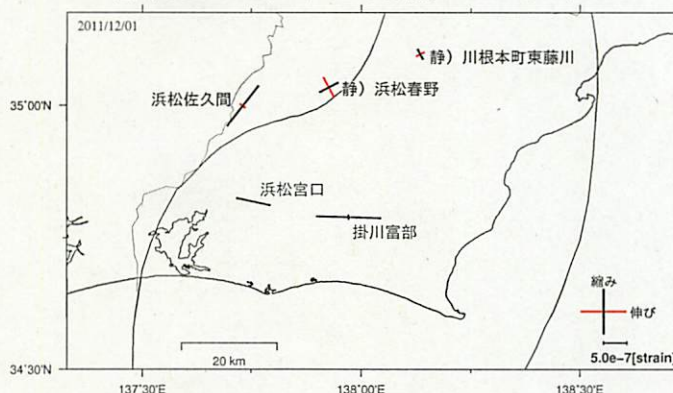 2011/12/01
静）川根本町東藤川
静）浜松春野
浜松佐久間
35°00'N
浜松宮口
掛川富部
縮み
伸び
5.0e-7[strain]
20 km
34°30'N
137°30'E
138°00'E
138°30'E